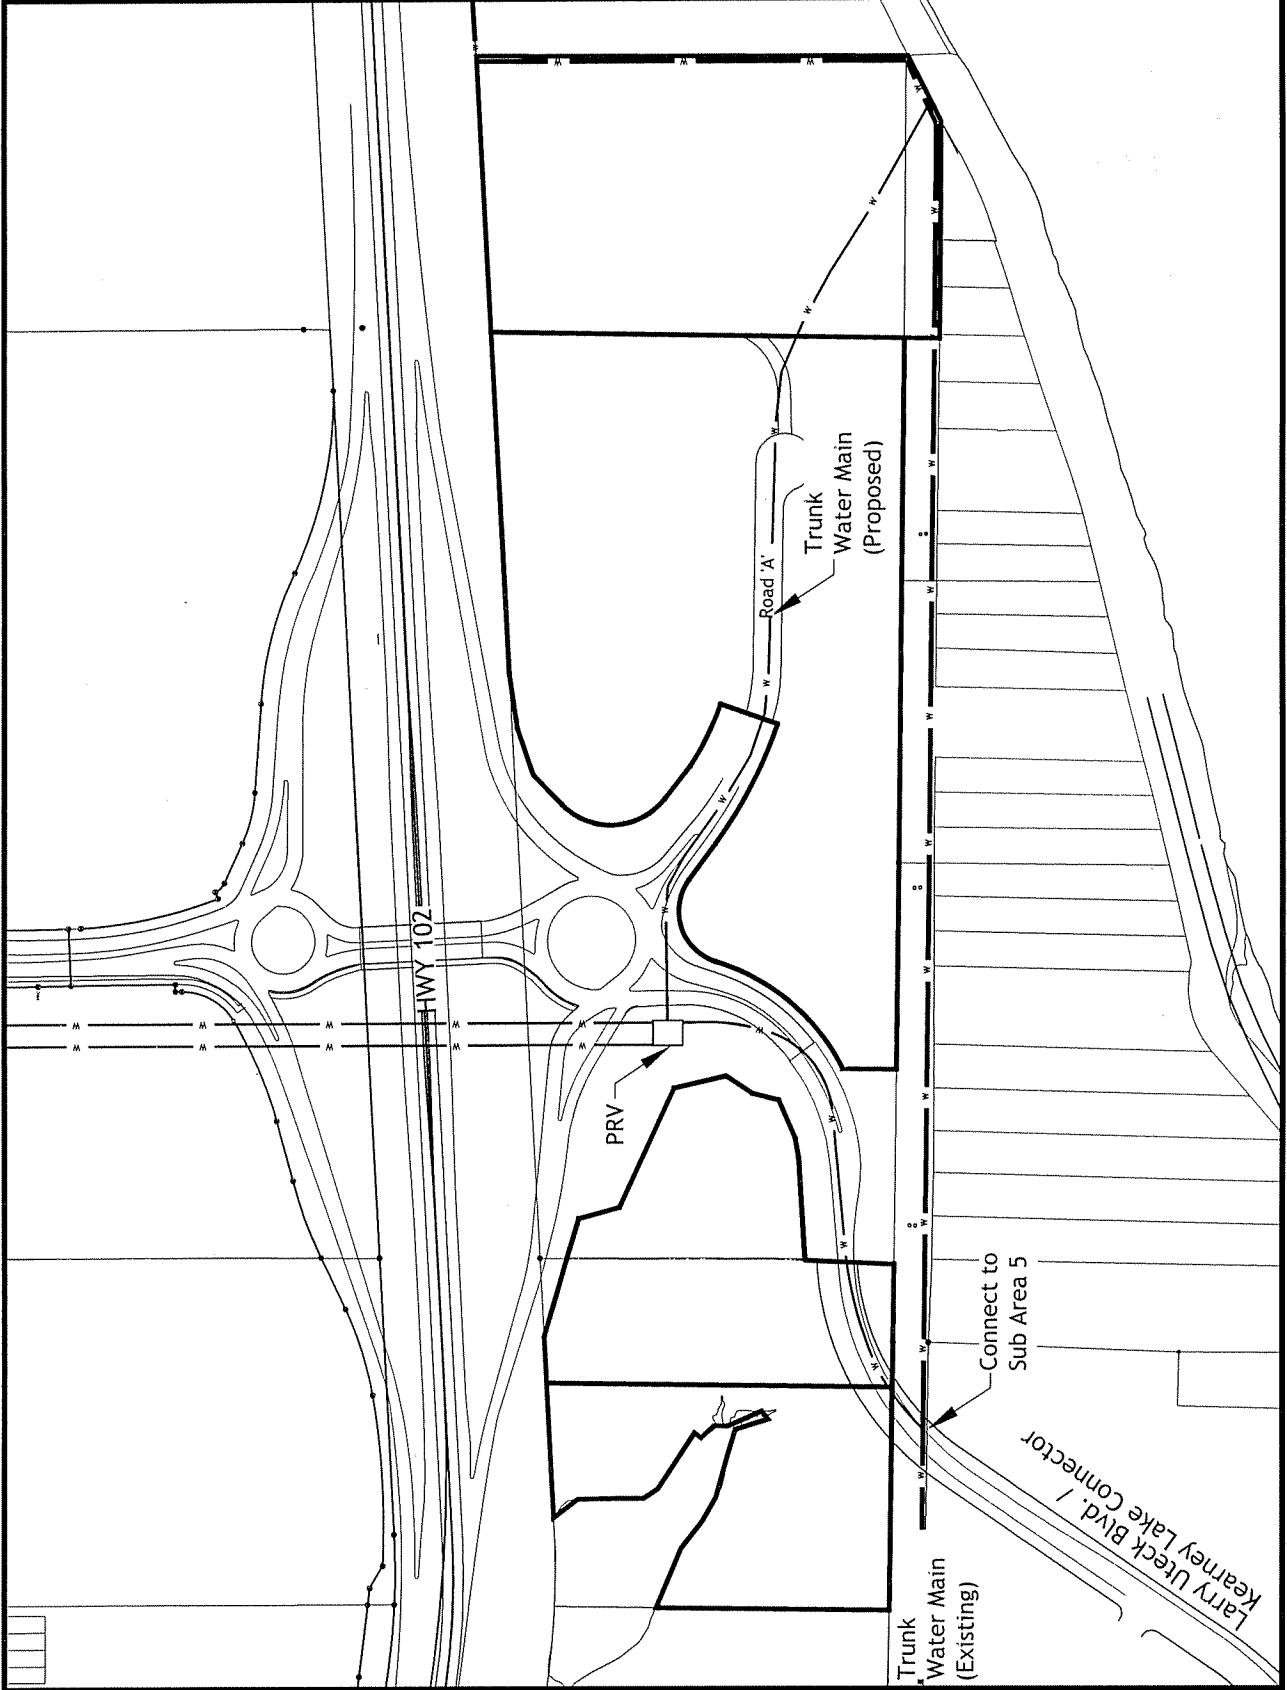 HWY 102
Trunk
Water Main
(Proposed)
Road 'A'
PRV
Connect to
Sub Area 5
Larry Uteck Blvd. /
Kearney Lake Connector
Trunk
Water Main
(Existing)